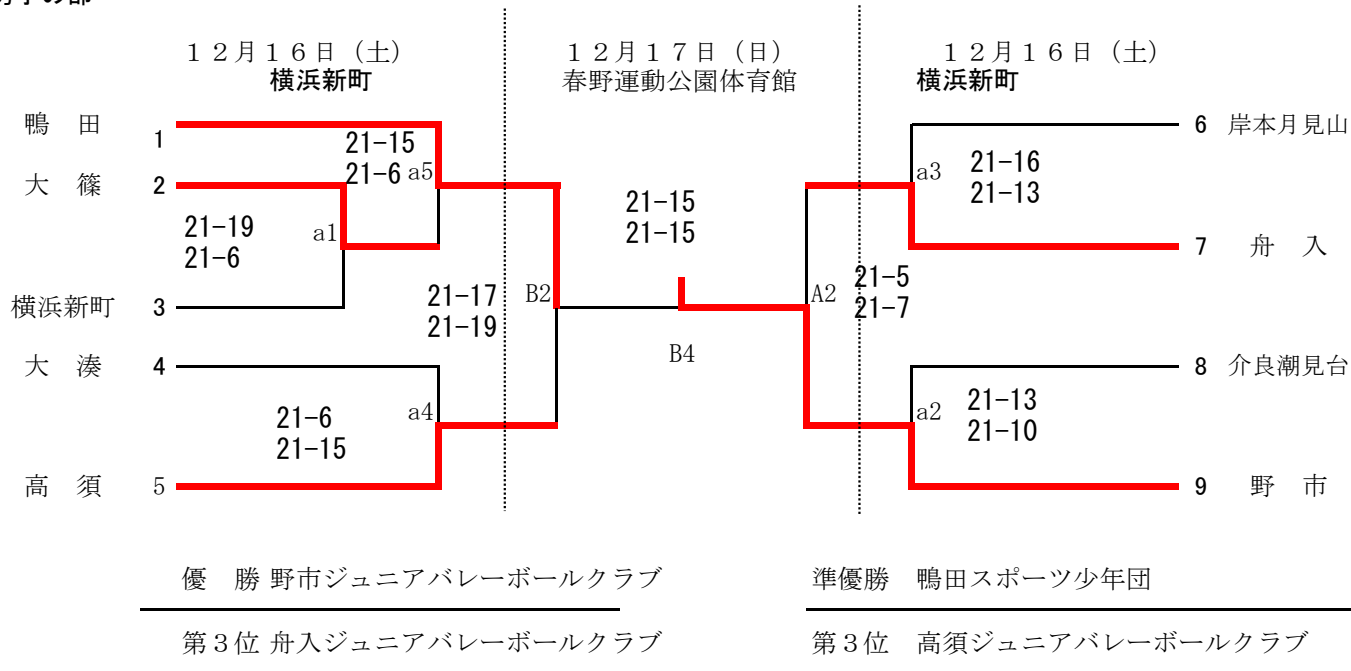 １２月１６日（土）
横浜新町
１２月１７日（日）
春野運動公園体育館
１２月１６日（土）
横浜新町
鴨　田
1
21-15
21-6
a5
大　篠
2
21-19
21-6
a1
横浜新町
3
21-17
21-19
B2
大　湊
4
21-6
21-15
a4
高　須
5
21-15
21-15
B4
A2
21-5
21-7
6
岸本月見山
a3
21-16
21-13
7
舟　入
8
介良潮見台
a2
21-13
21-10
9
野　市
優　勝 野市ジュニアバレーボールクラブ
準優勝　鴨田スポーツ少年団
第３位 舟入ジュニアバレーボールクラブ
第３位　高須ジュニアバレーボールクラブ